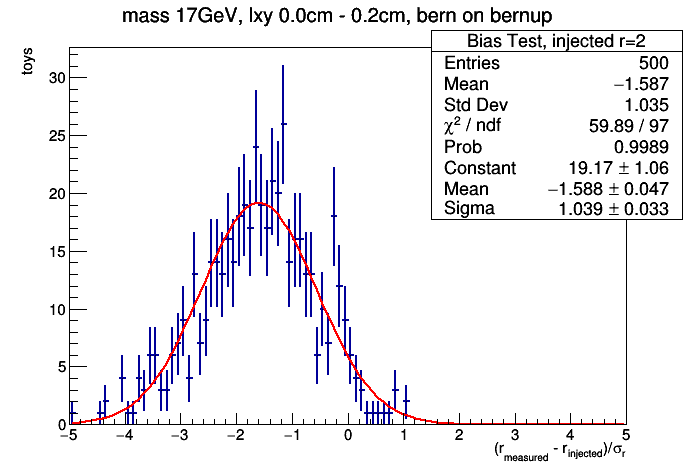 mass 17GeV, lxy 0.0cm - 0.2cm, bern on bernup
Bias Test, injected r=2
Entries 500
Mean −1.587
Std Dev 1.035
χ² / ndf 59.89 / 97
Prob 0.9989
Constant 19.17 ± 1.06
Mean −1.588 ± 0.047
Sigma 1.039 ± 0.033
toys
30
25
20
15
10
5
0
−5 −4 −3 −2 −1 0 1 2 3 4 5
(r_measured - r_injected)/σ_r